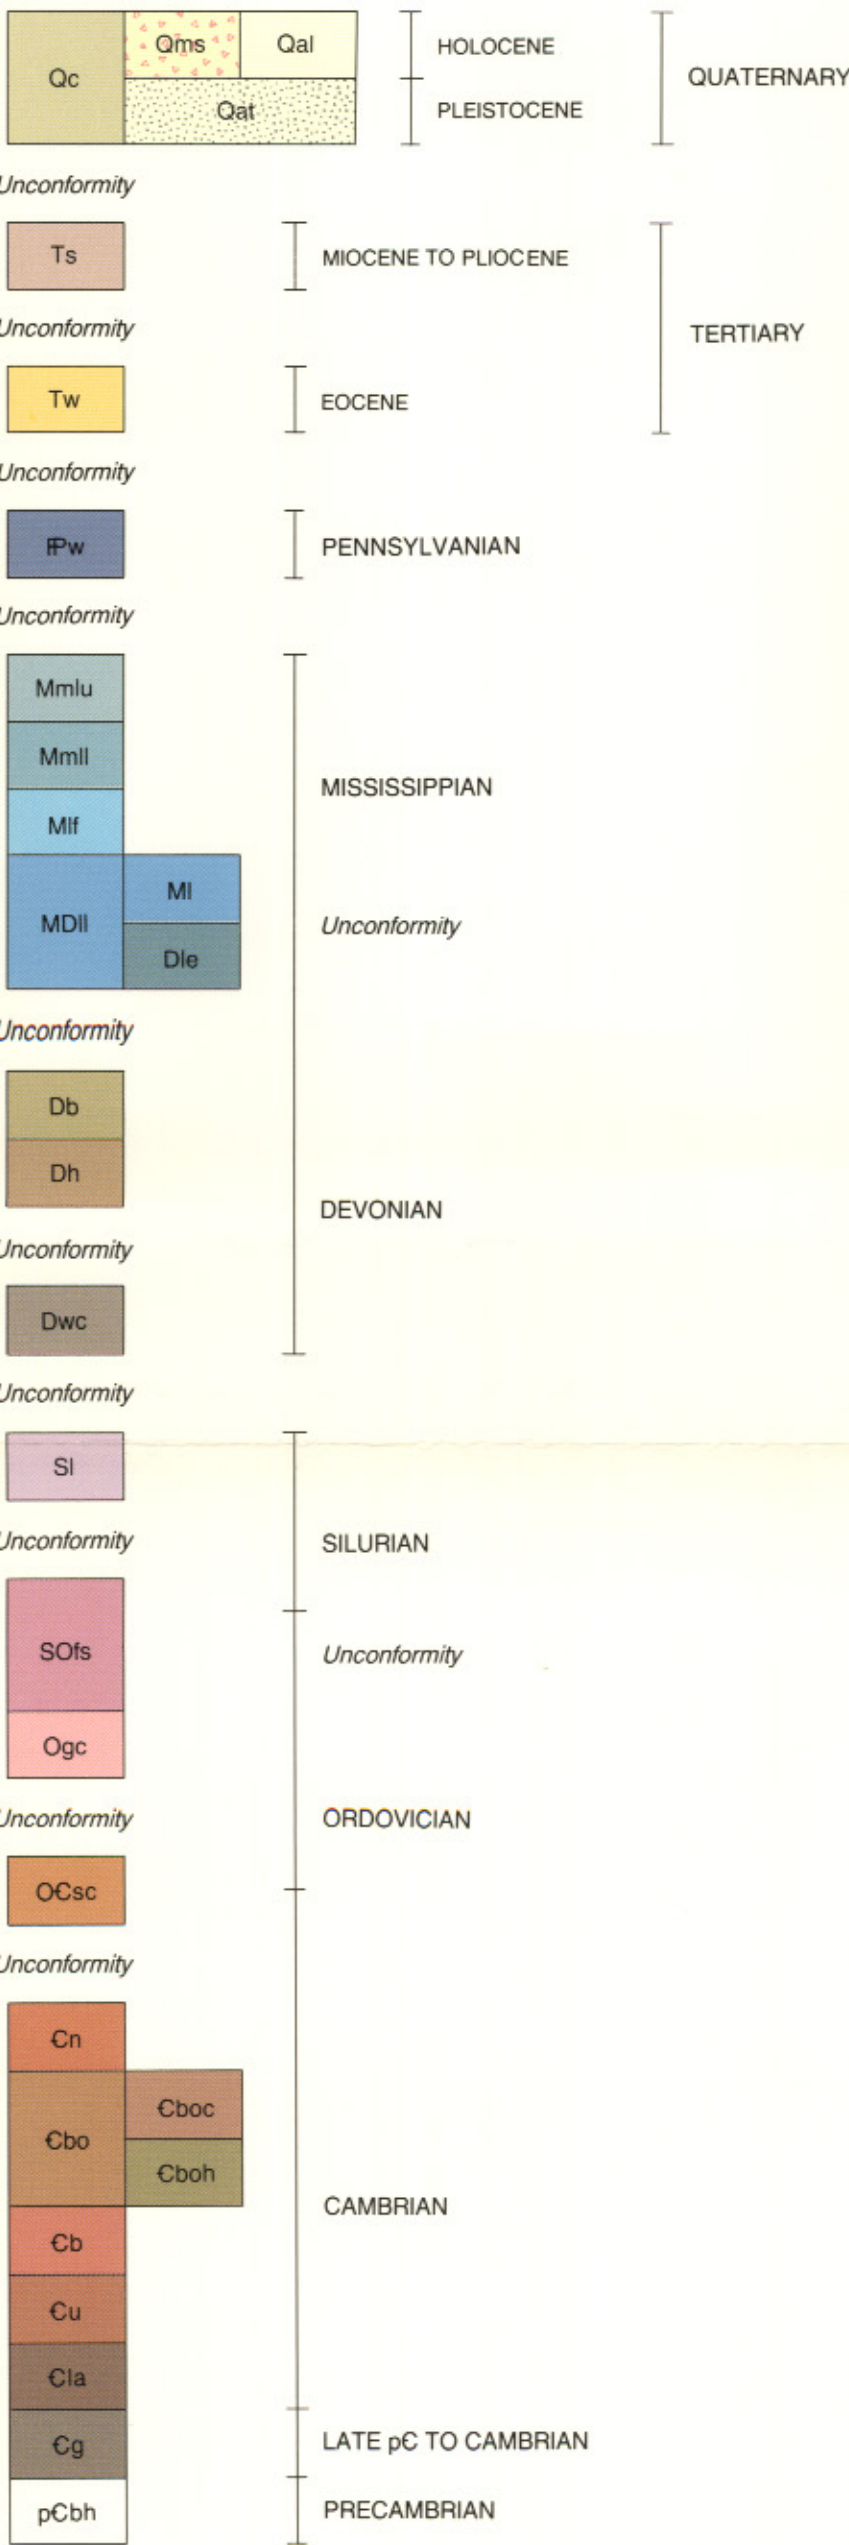 Qms Qal HOLOCENE
Qc QUATERNARY
Qat PLEISTOCENE
Unconformity
Ts MIOCENE TO PLIOCENE
Unconformity
TERTIARY
Tw EOCENE
Unconformity
ℙw PENNSYLVANIAN
Unconformity
Mmlu
Mmll
MISSISSIPPIAN
Mlf
Ml
MDll Unconformity
Dle
Unconformity
Db
Dh
DEVONIAN
Unconformity
Dwc
Unconformity
Sl
Unconformity SILURIAN
SOfs Unconformity
Ogc
Unconformity ORDOVICIAN
O€sc
Unconformity
€n
€boc
€bo
€boh
CAMBRIAN
€b
€u
€la
€g LATE p€ TO CAMBRIAN
p€bh PRECAMBRIAN